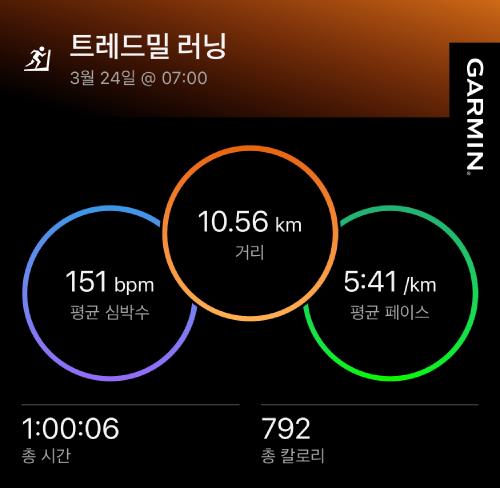 트레드밀 러닝
3월 24일 @ 07:00
GARMIN
10.56 km
거리
151 bpm
평균 심박수
5:41 /km
평균 페이스
1:00:06
총 시간
792
총 칼로리